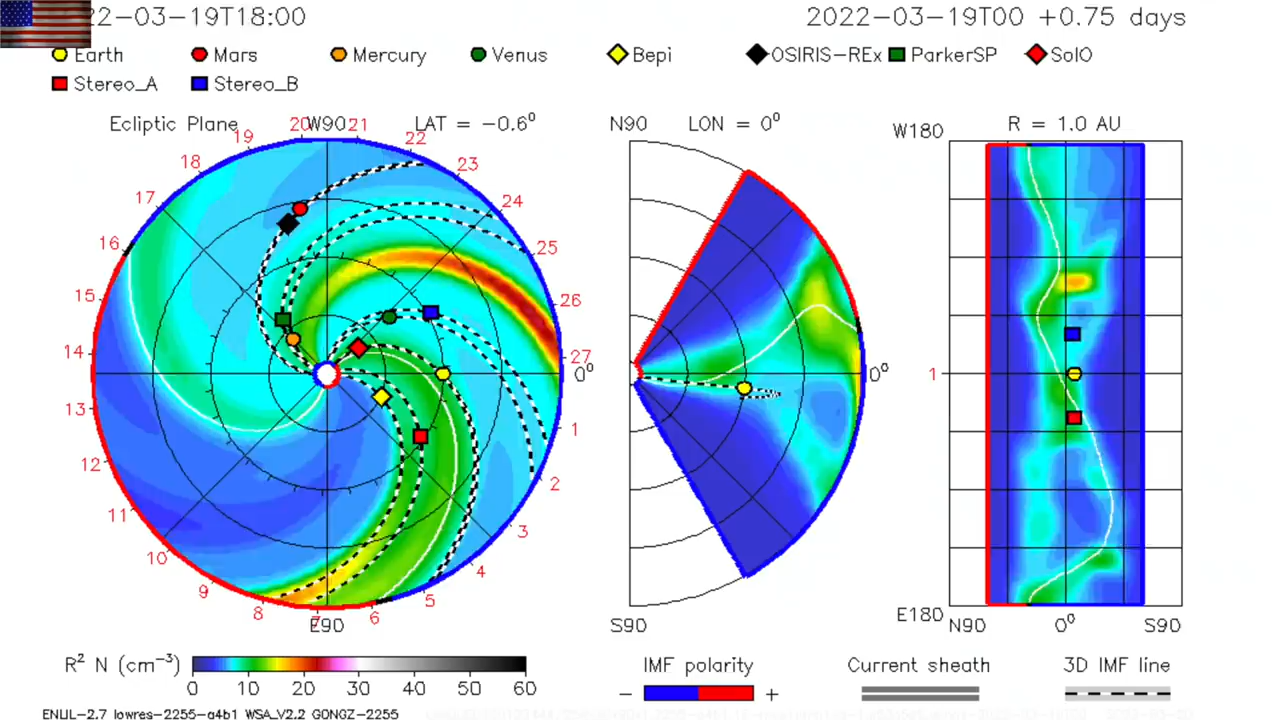 22-03-19T18:00
2022-03-19T00 +0.75 days
Earth Mars Mercury Venus Bepi OSIRIS-REx ParkerSP SolO
Stereo_A Stereo_B
Ecliptic Plane W90 LAT = -0.6°
N90 LON = 0°
W180 R = 1.0 AU
20 21
19 22
18 23
17 24
16 25
15 26
14 27 0°
13 1
12 2
11 3
10 4
9 5
8 7 6
E90
0°
S90
1
E180
N90 0° S90
R² N (cm⁻³)
0 10 20 30 40 50 60
IMF polarity
- +
Current sheath
3D IMF line
ENLIL-2.7 lowres-2255-a4b1 WSA_V2.2 GONGZ-2255